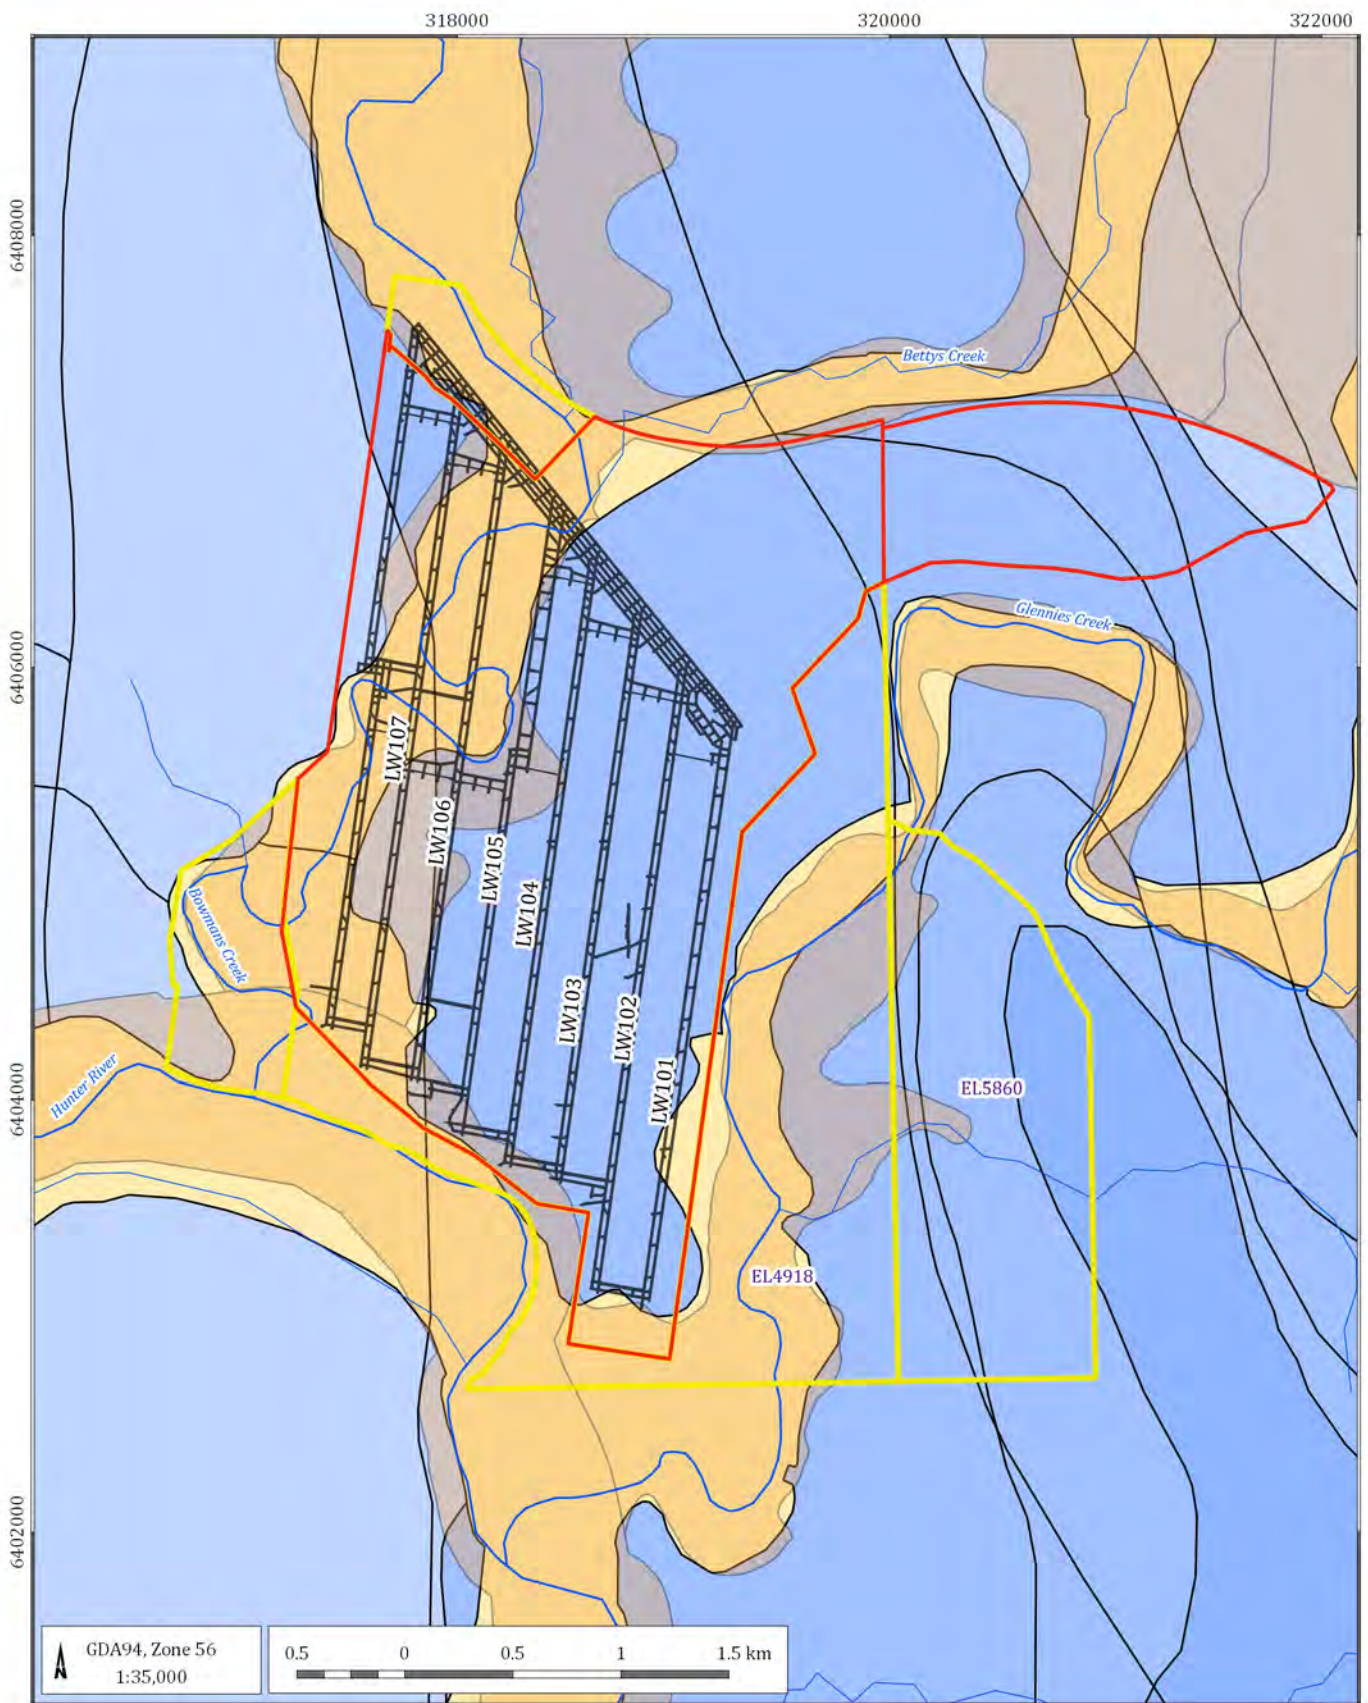 318000
320000
322000
6408000
Bettys Creek
Glennies Creek
6406000
LW107
LW106
LW105
LW104
Bowmans Creek
LW103
LW102
LW101
Hunter River
6404000
EL5860
EL4918
6402000
N
GDA94, Zone 56
1:35,000
0.5 0 0.5 1 1.5 km